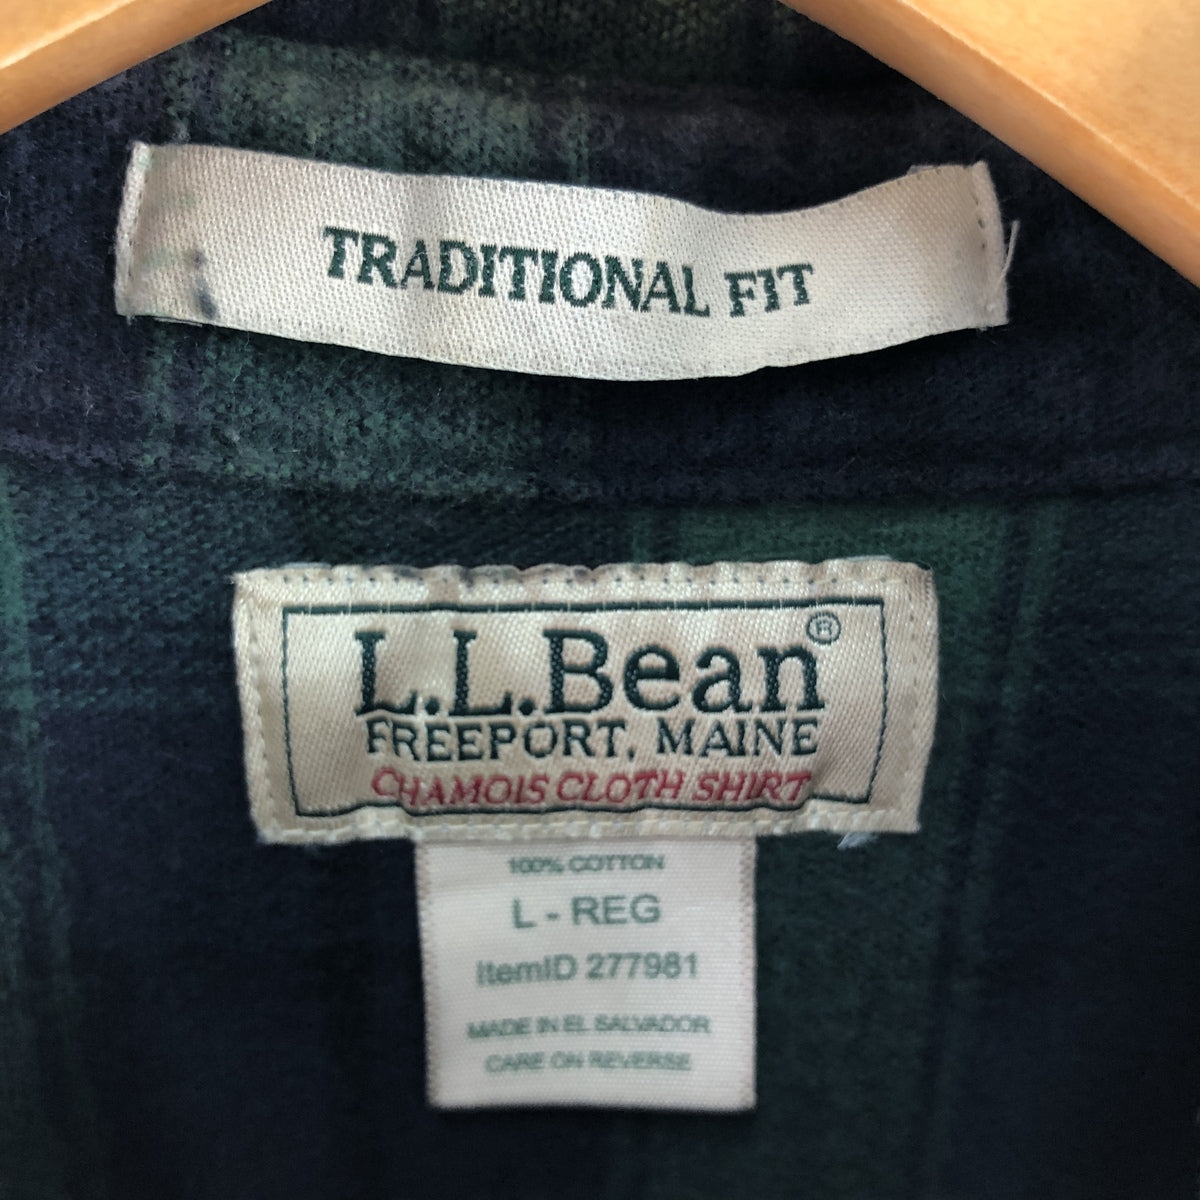 TRADITIONAL FIT
L.L.Bean®
FREEPORT, MAINE
CHAMOIS CLOTH SHIRT
100% COTTON
L - REG
ItemID 277981
MADE IN EL SALVADOR
CARE ON REVERSE